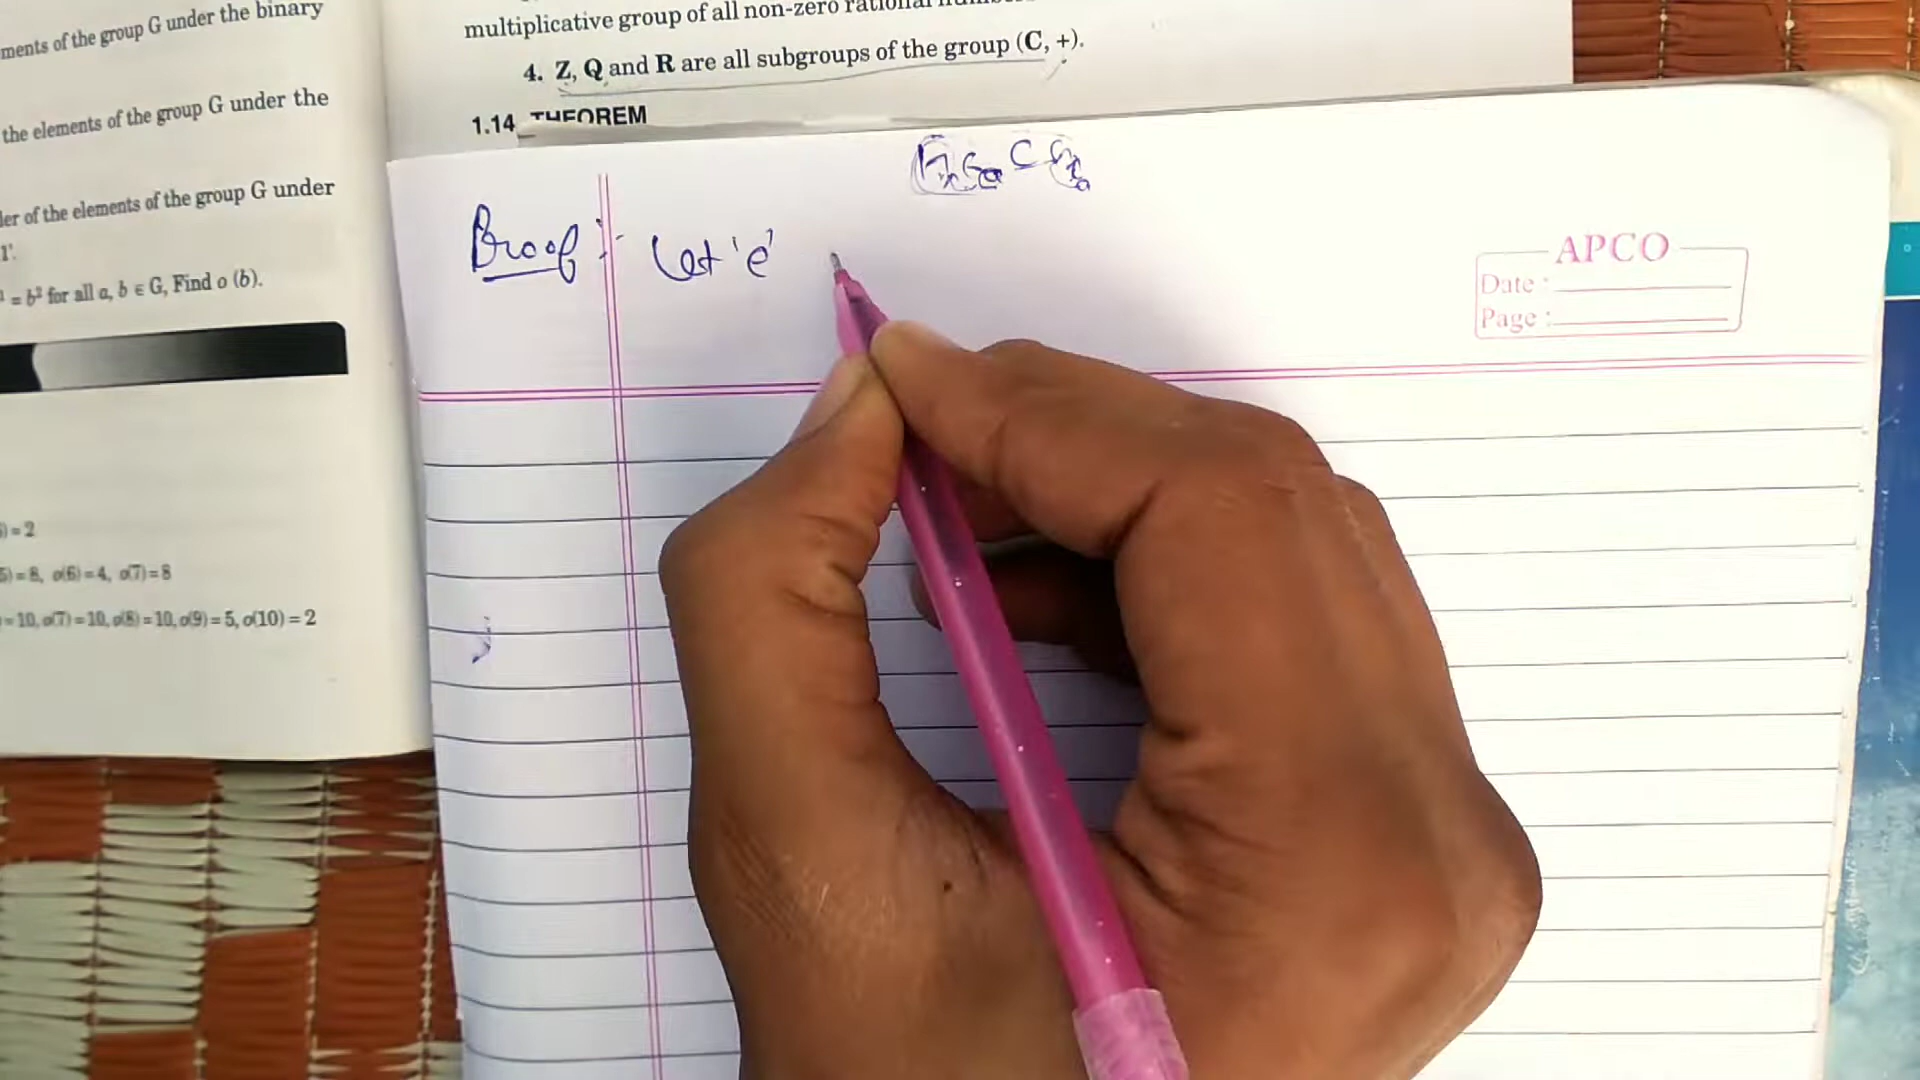 ments of the group G under the binary
the elements of the group G under the
der of the elements of the group G under
1'.
= b² for all a, b ∈ G, Find o (b).
) = 2
5) = 8, o(6) = 4, o(7) = 8
= 10, o(7) = 10, o(8) = 10, o(9) = 5, o(10) = 2
multiplicative group of all non-zero rational
4. Z, Q and R are all subgroups of the group (C, +).
1.14 THEOREM
Proof :- Let 'e'
APCO
Date :
Page :